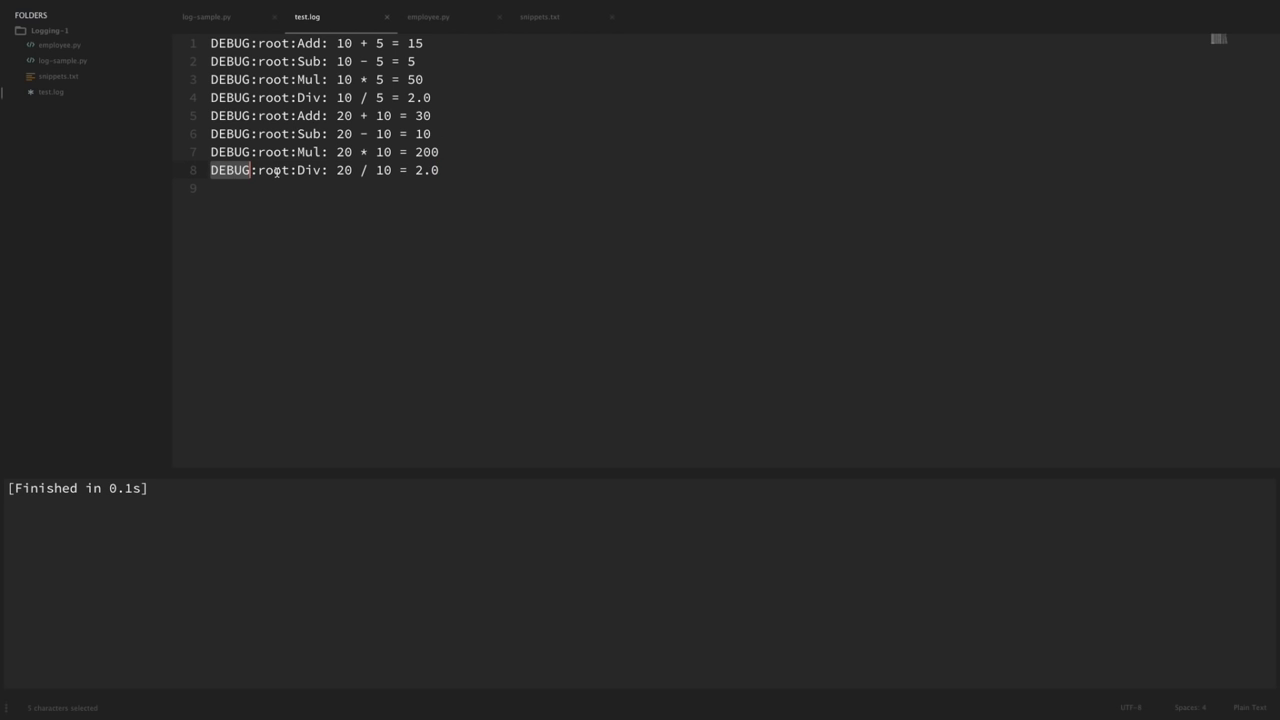 FOLDERS
Logging-1
employee.py
log-sample.py
snippets.txt
test.log
log-sample.py × test.log × employee.py × snippets.txt ×
1 DEBUG:root:Add: 10 + 5 = 15
2 DEBUG:root:Sub: 10 - 5 = 5
3 DEBUG:root:Mul: 10 * 5 = 50
4 DEBUG:root:Div: 10 / 5 = 2.0
5 DEBUG:root:Add: 20 + 10 = 30
6 DEBUG:root:Sub: 20 - 10 = 10
7 DEBUG:root:Mul: 20 * 10 = 200
8 DEBUG:root:Div: 20 / 10 = 2.0
9
[Finished in 0.1s]
5 characters selected UTF-8 Spaces: 4 Plain Text